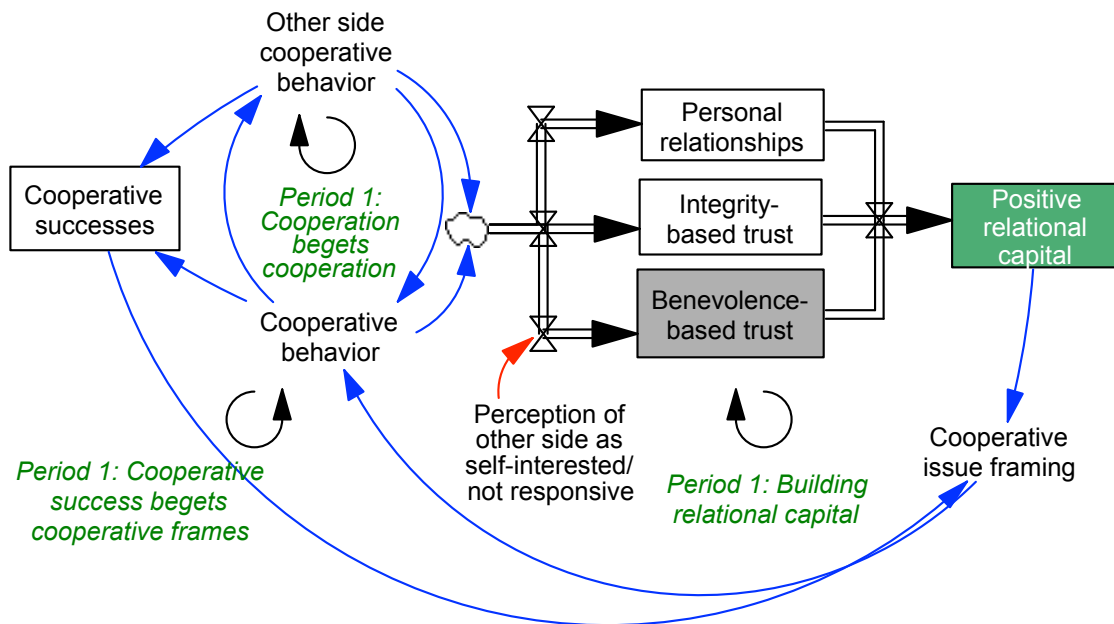 Other side
cooperative
behavior
Personal
relationships
Cooperative
successes
Period 1:
Cooperation
begets
cooperation
Integrity-
based trust
Positive
relational
capital
Benevolence-
based trust
Cooperative
behavior
Perception of
other side as
self-interested/
not responsive
Cooperative
issue framing
Period 1: Cooperative
success begets
cooperative frames
Period 1: Building
relational capital